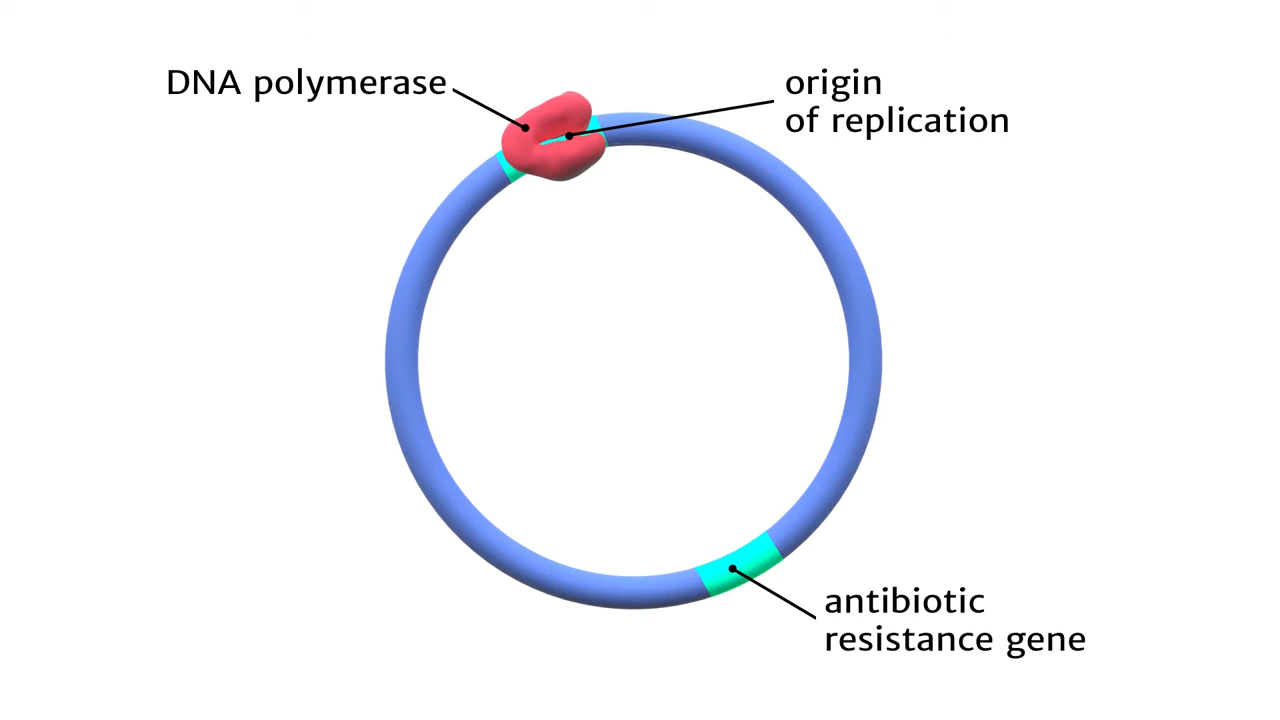 DNA polymerase
origin
of replication
antibiotic
resistance gene